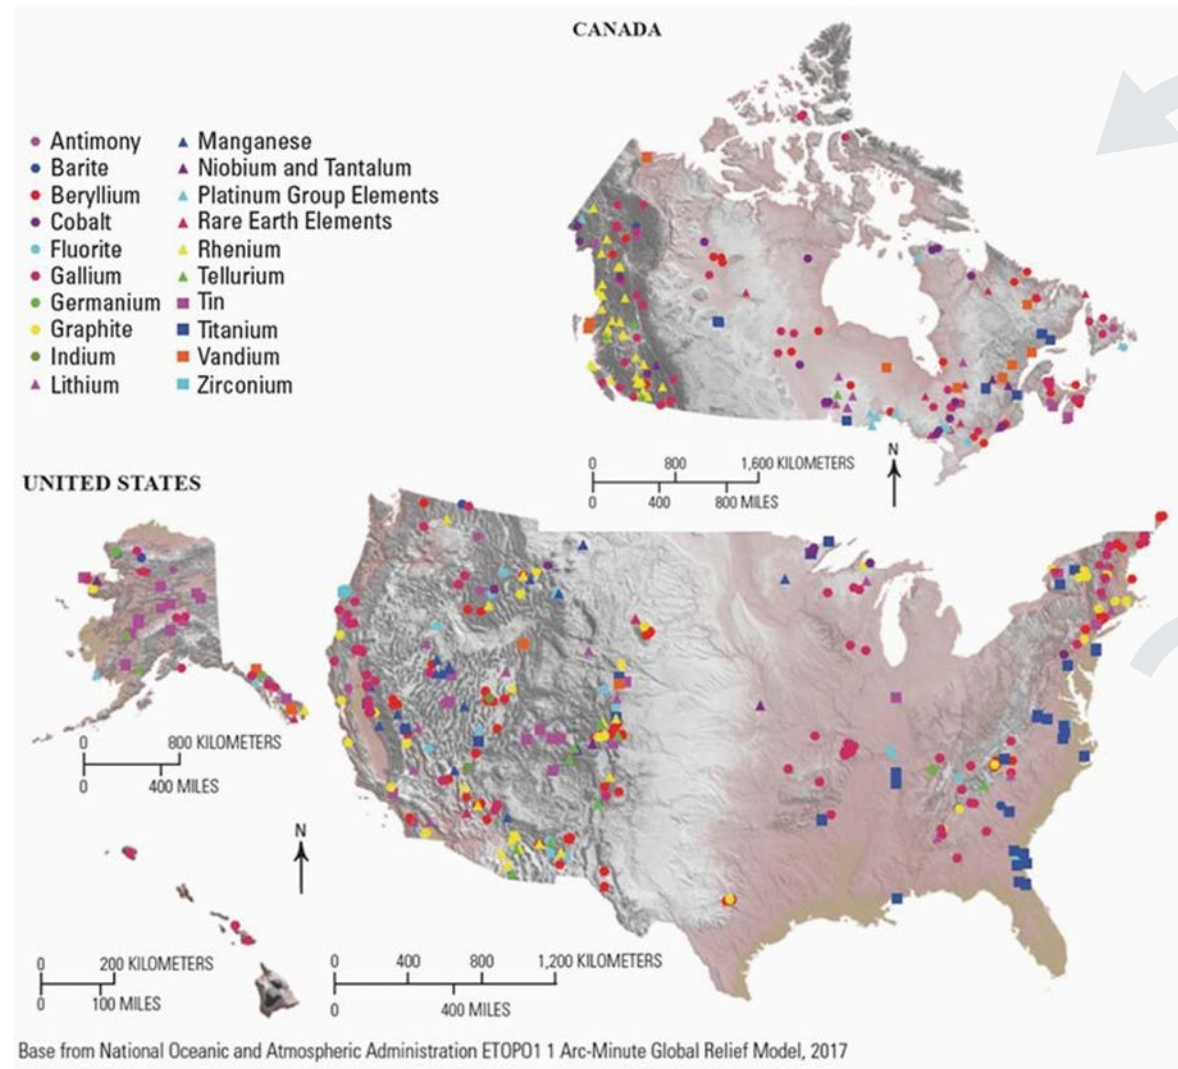 CANADA
Antimony
Barite
Beryllium
Cobalt
Fluorite
Gallium
Germanium
Graphite
Indium
Lithium
Manganese
Niobium and Tantalum
Platinum Group Elements
Rare Earth Elements
Rhenium
Tellurium
Tin
Titanium
Vandium
Zirconium
0 800 1,600 KILOMETERS
0 400 800 MILES
N
UNITED STATES
0 800 KILOMETERS
0 400 MILES
N
0 200 KILOMETERS
0 100 MILES
0 400 800 1,200 KILOMETERS
0 400 MILES
Base from National Oceanic and Atmospheric Administration ETOPO1 1 Arc-Minute Global Relief Model, 2017